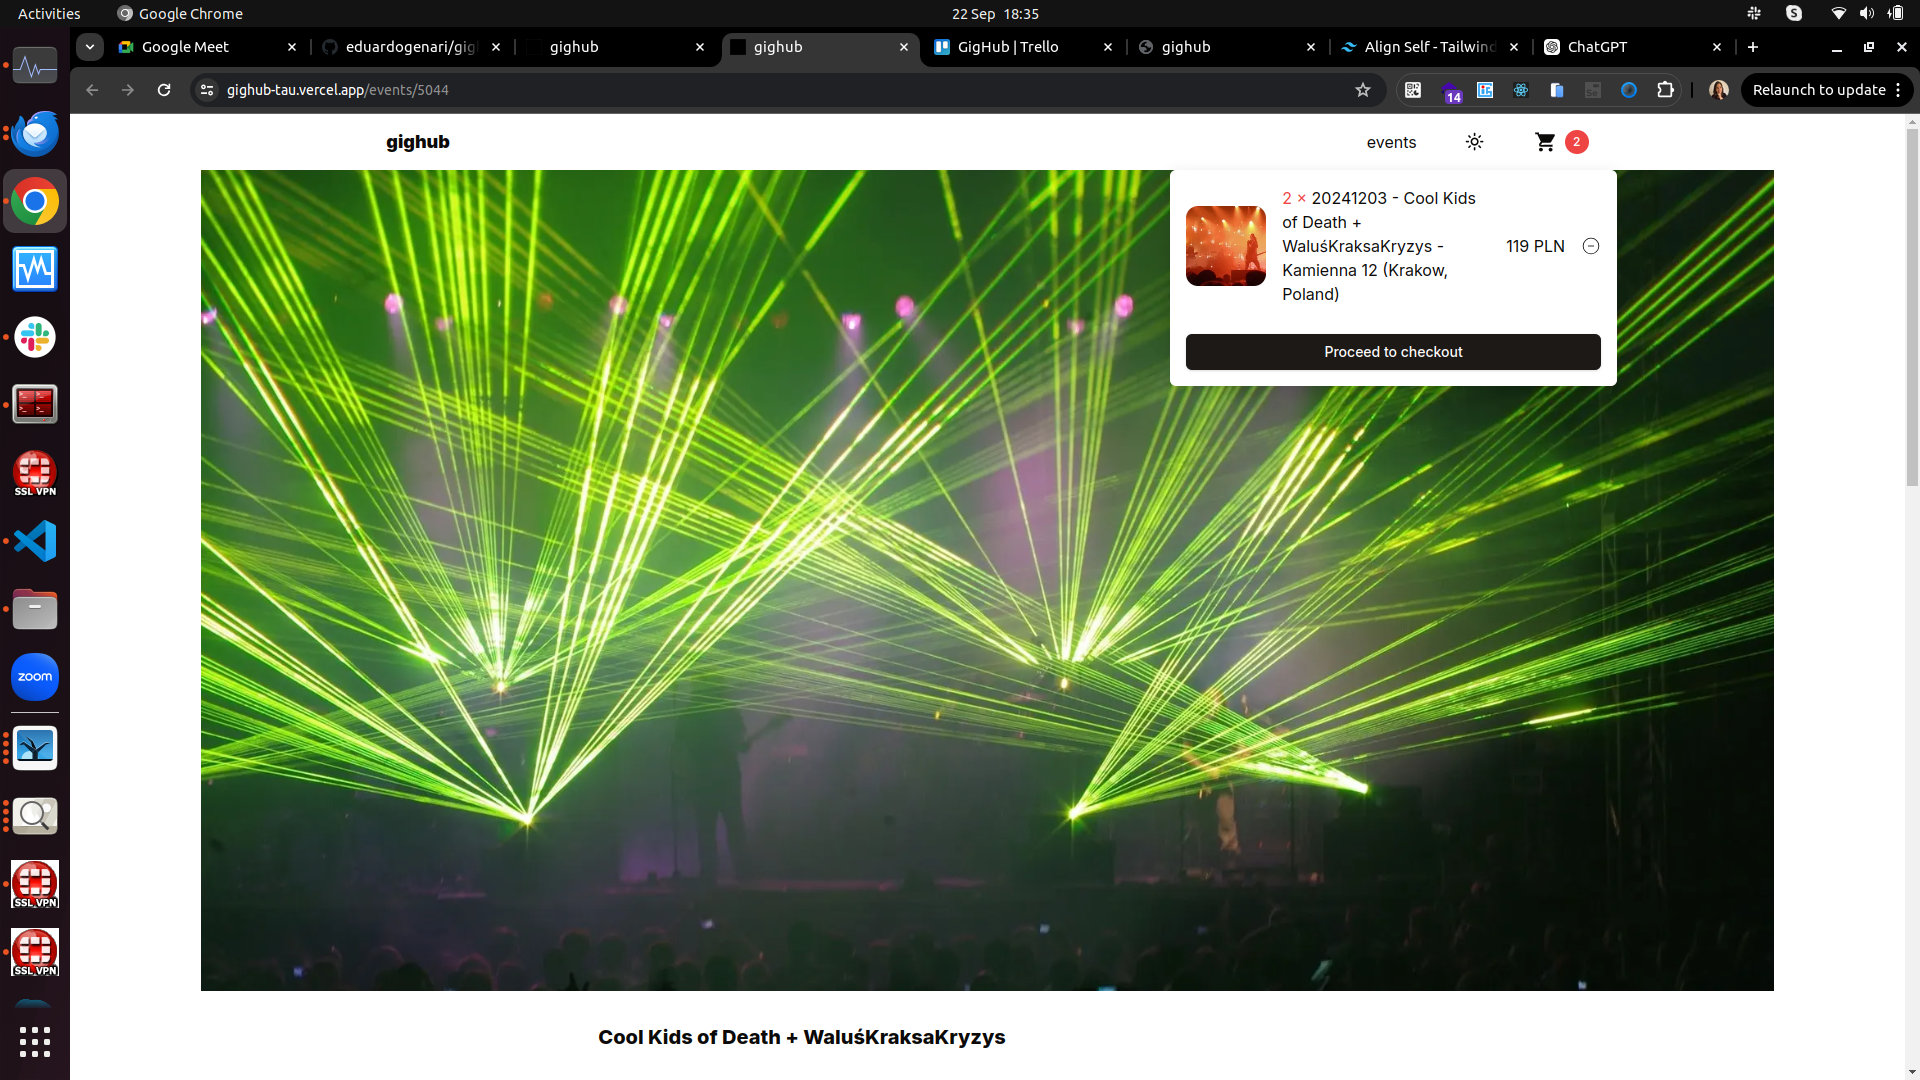 Activities
Google Chrome
22 Sep 18:35
Google Meet
eduardogenari/gig
gighub
gighub
GigHub | Trello
gighub
Align Self - Tailwind
ChatGPT
gighub-tau.vercel.app/events/5044
14
Relaunch to update
gighub
events
2
2 × 20241203 - Cool Kids
of Death +
WaluśKraksaKryzys -
Kamienna 12 (Krakow,
Poland)
119 PLN
Proceed to checkout
SSL VPN
zoom
SSL VPN
SSL VPN
Cool Kids of Death + WaluśKraksaKryzys